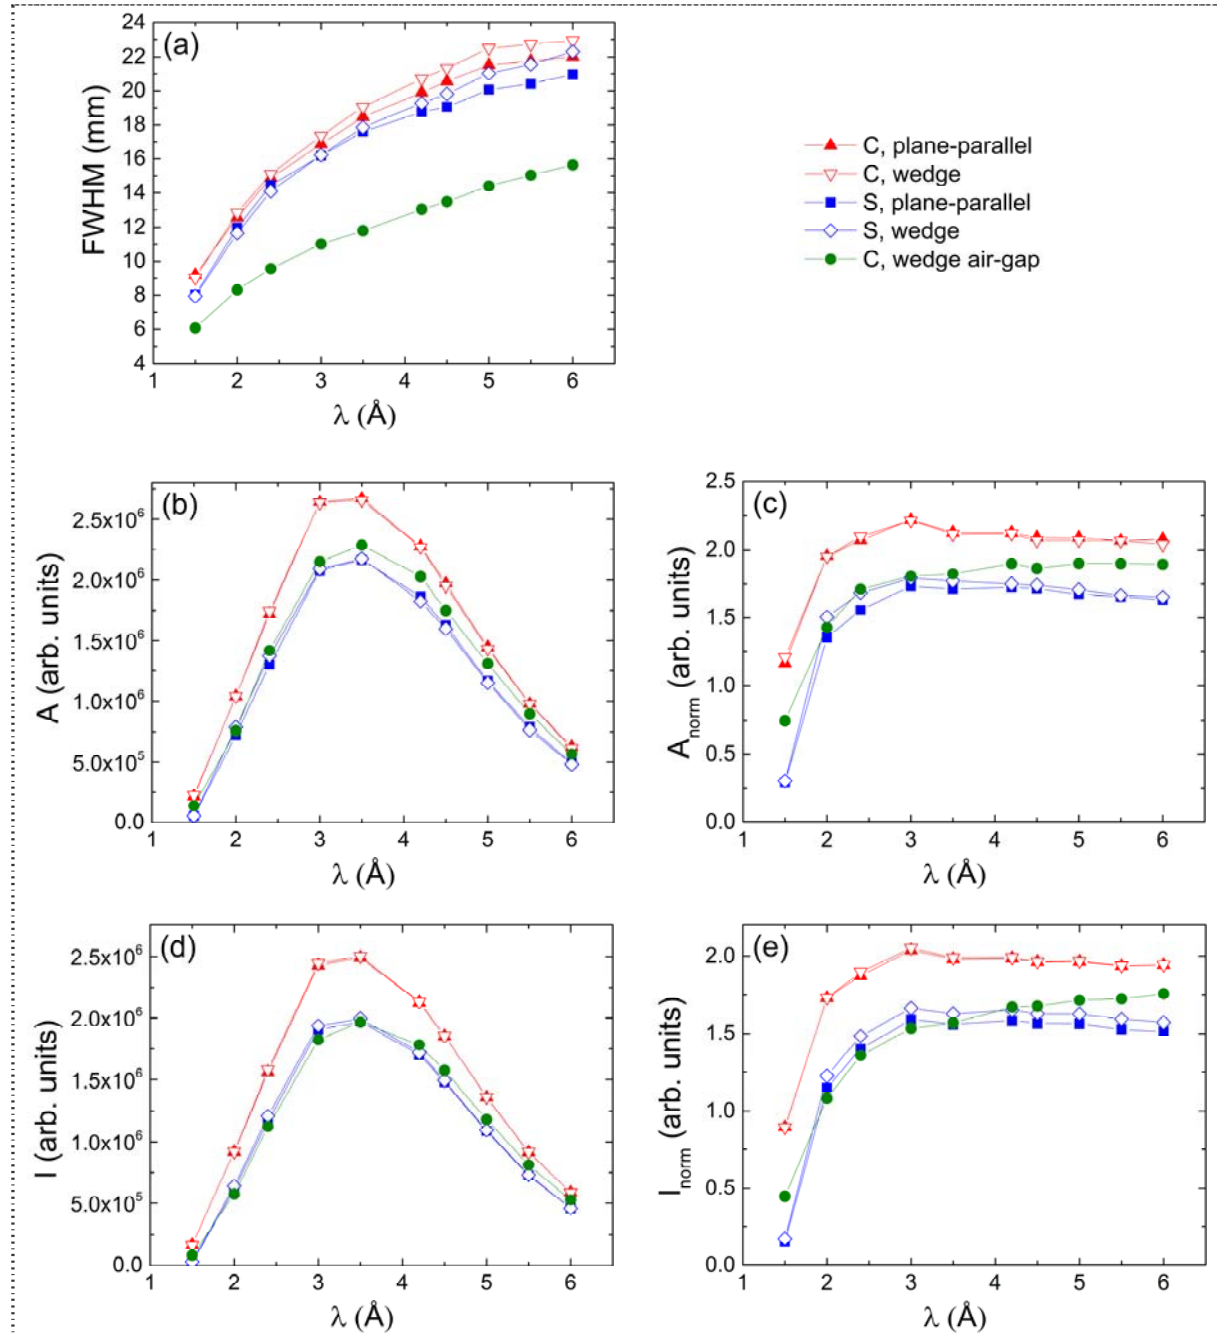 (a)
24
22
20
18
16
14
12
10
8
6
4
FWHM (mm)
1 2 3 4 5 6
λ (Å)
C, plane-parallel
C, wedge
S, plane-parallel
S, wedge
C, wedge air-gap
(b)
2.5x10⁶
2.0x10⁶
1.5x10⁶
1.0x10⁶
5.0x10⁵
0.0
A (arb. units)
1 2 3 4 5 6
λ (Å)
(c)
2.5
2.0
1.5
1.0
0.5
0.0
Anorm (arb. units)
1 2 3 4 5 6
λ (Å)
(d)
2.5x10⁶
2.0x10⁶
1.5x10⁶
1.0x10⁶
5.0x10⁵
0.0
I (arb. units)
1 2 3 4 5 6
λ (Å)
(e)
2.0
1.5
1.0
0.5
0.0
Inorm (arb. units)
1 2 3 4 5 6
λ (Å)